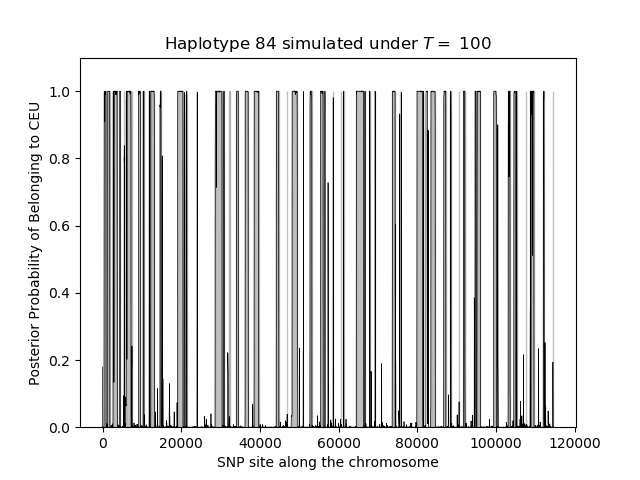 Haplotype 84 simulated under T = 100
Posterior Probability of Belonging to CEU
1.0
0.8
0.6
0.4
0.2
0.0
0 20000 40000 60000 80000 100000 120000
SNP site along the chromosome